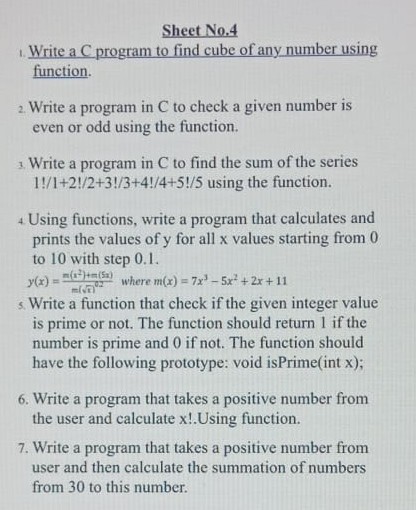 Sheet No.4
1. Write a C program to find cube of any number using
function.
2. Write a program in C to check a given number is
even or odd using the function.
3. Write a program in C to find the sum of the series
1!/1+2!/2+3!/3+4!/4+5!/5 using the function.
4. Using functions, write a program that calculates and
prints the values of y for all x values starting from 0
to 10 with step 0.1.
y(x) = (m(x²)+m(5x))/(m(√x)^0.2) where m(x) = 7x³ – 5x² + 2x + 11
5. Write a function that check if the given integer value
is prime or not. The function should return 1 if the
number is prime and 0 if not. The function should
have the following prototype: void isPrime(int x);
6. Write a program that takes a positive number from
the user and calculate x!.Using function.
7. Write a program that takes a positive number from
user and then calculate the summation of numbers
from 30 to this number.